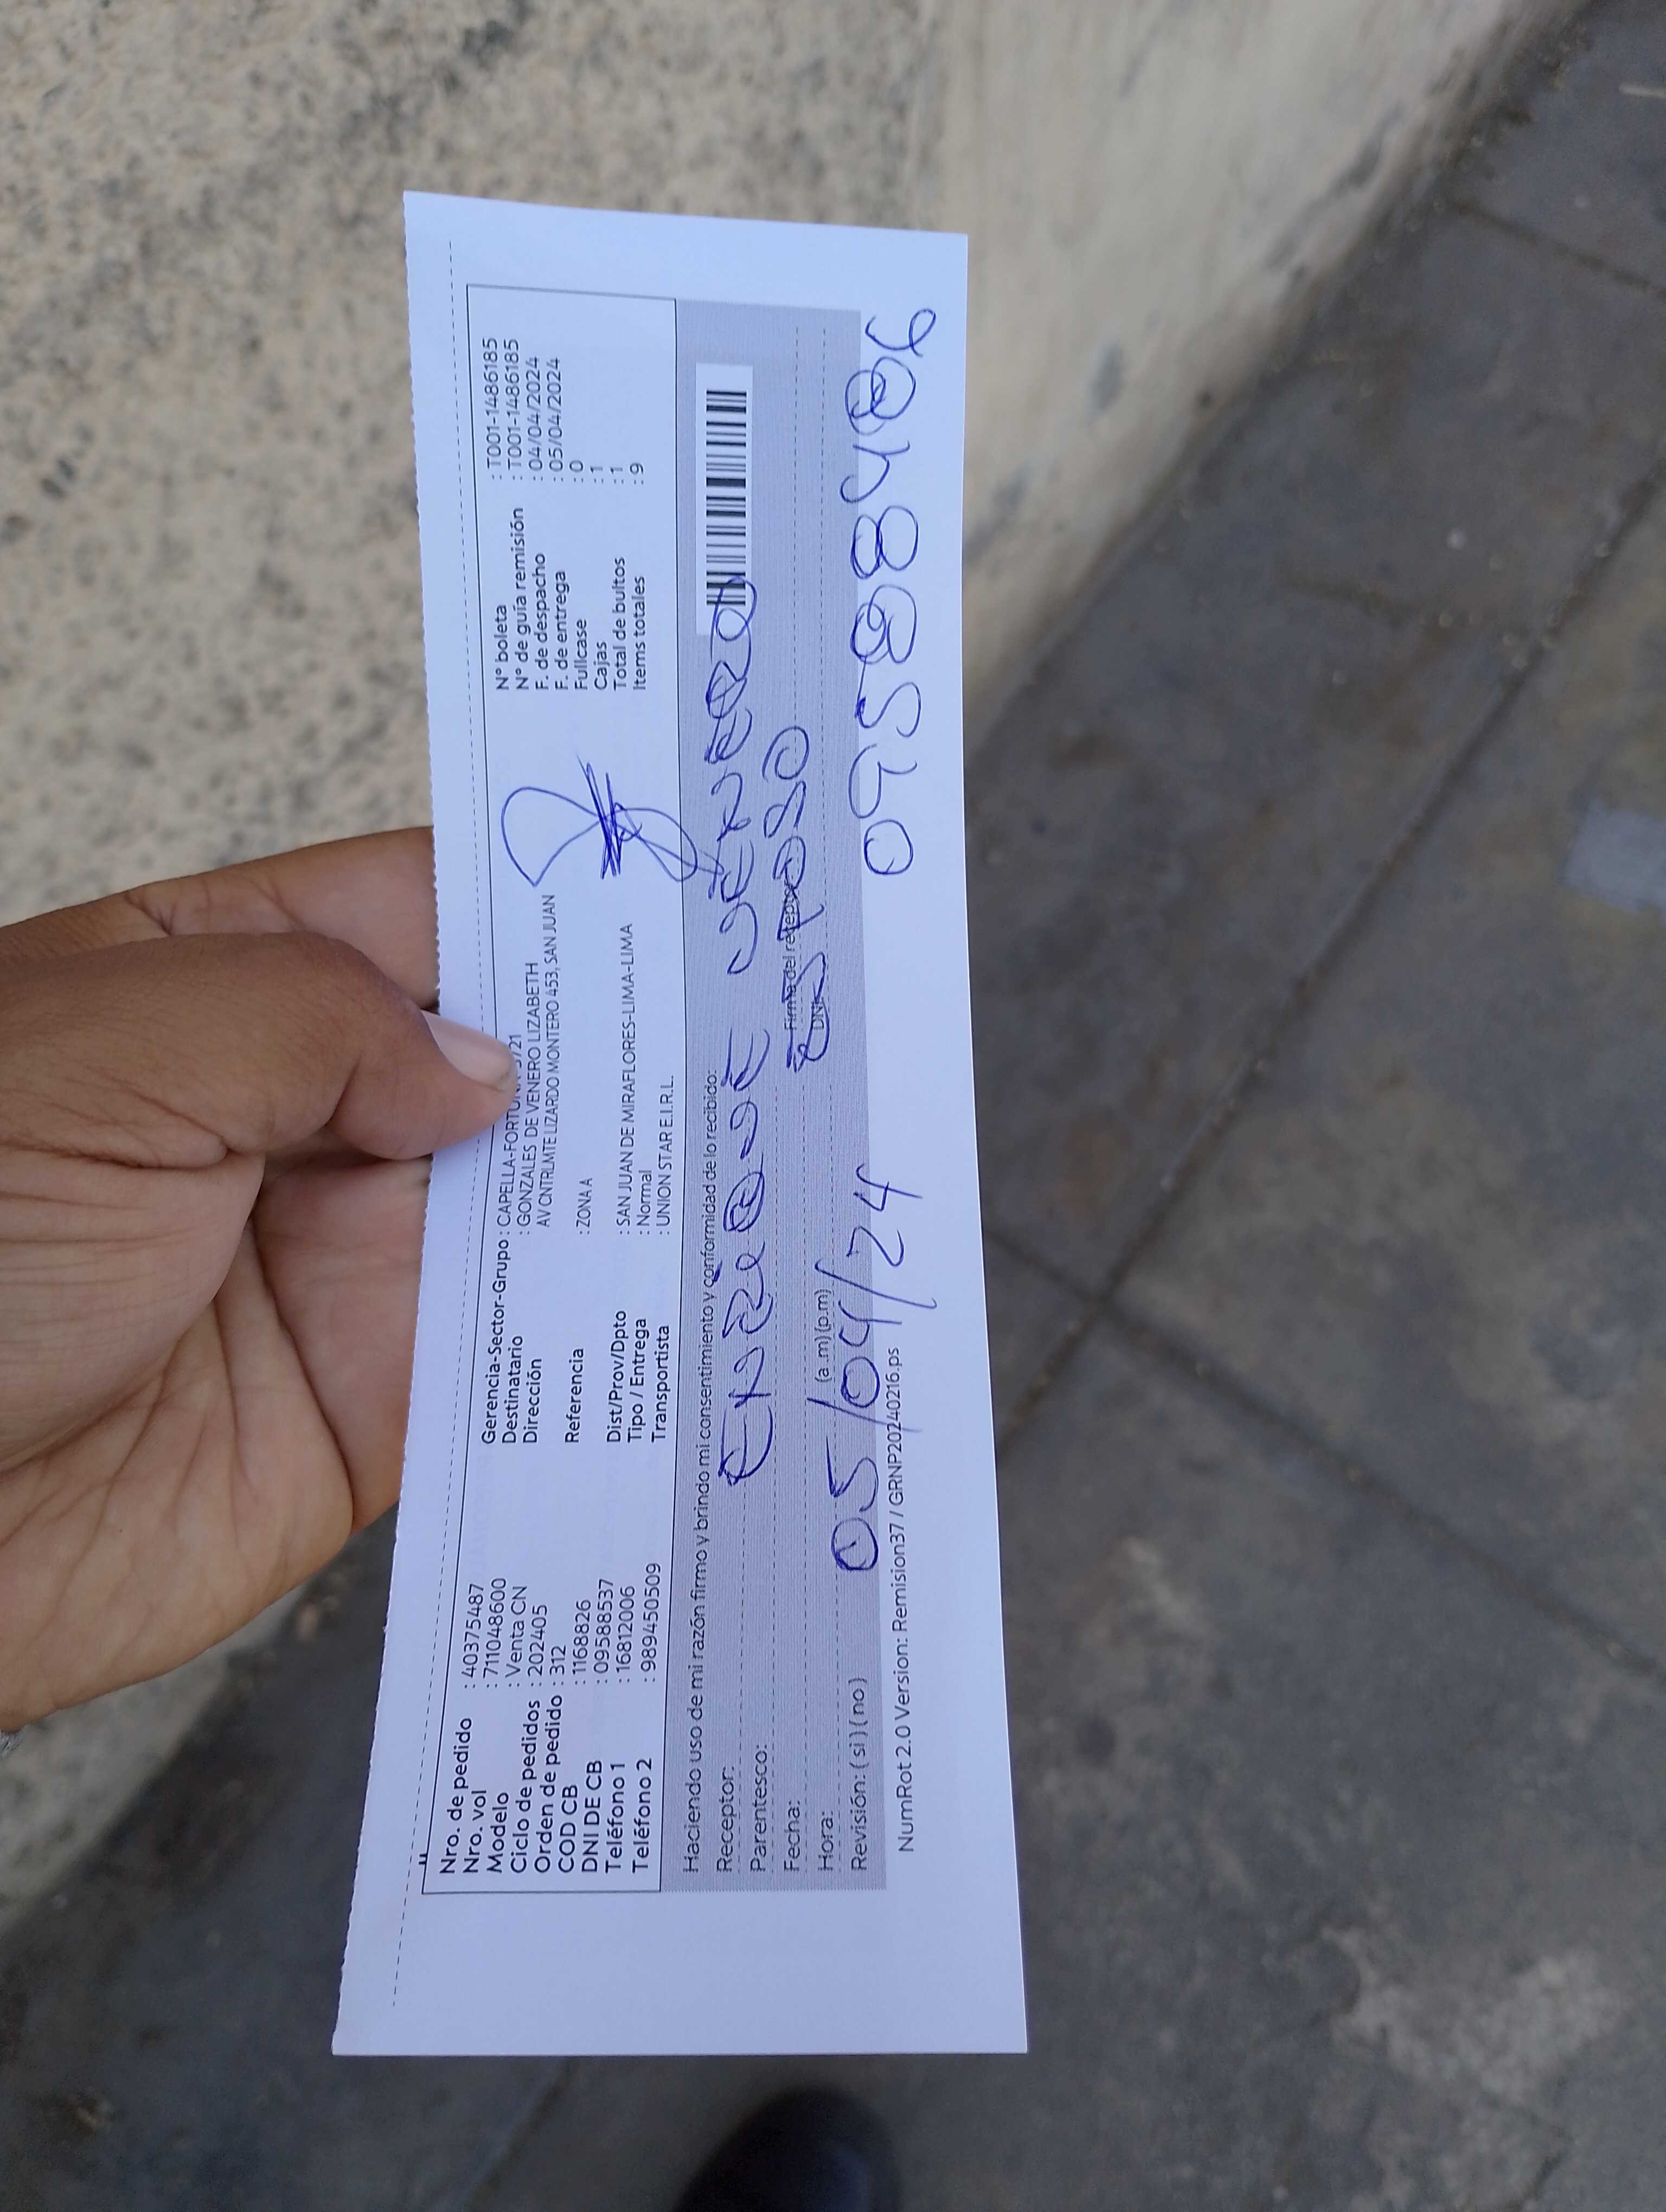 Nro. de pedido : 40375487
Nro. vol : 711048600
Modelo : Venta CN
Ciclo de pedidos : 202405
Orden de pedido : 312
COD CB : 1168826
DNI DE CB : 09588537
Teléfono 1 : 16812006
Teléfono 2 : 989450509
Gerencia-Sector-Grupo : CAPELLA-FORTU
Destinatario : GONZALES DE VENERO LIZABETH
Dirección AV CNTRLMTE LIZARDO MONTERO 453, SAN JUAN
Referencia : ZONA A
Dist/Prov/Dpto : SAN JUAN DE MIRAFLORES-LIMA-LIMA
Tipo / Entrega : Normal
Transportista : UNION STAR E.I.R.L.
N° boleta : T001-1486185
N° de guía remisión : T001-1486185
F. de despacho : 04/04/2024
F. de entrega : 05/04/2024
Fullcase : 0
Cajas : 1
Total de bultos : 1
Items totales : 9
Haciendo uso de mi razón firmo y brindo mi consentimiento y conformidad de lo recibido:
Receptor: VENERO
Parentesco: ESPOSO
Firma del receptor
DNI:
Fecha: 05/04/24
Hora: (a.m) (p.m)
Revisión: ( si ) ( no )
NumRot 2.0 Version: Remision37 / GRNP20240216.ps